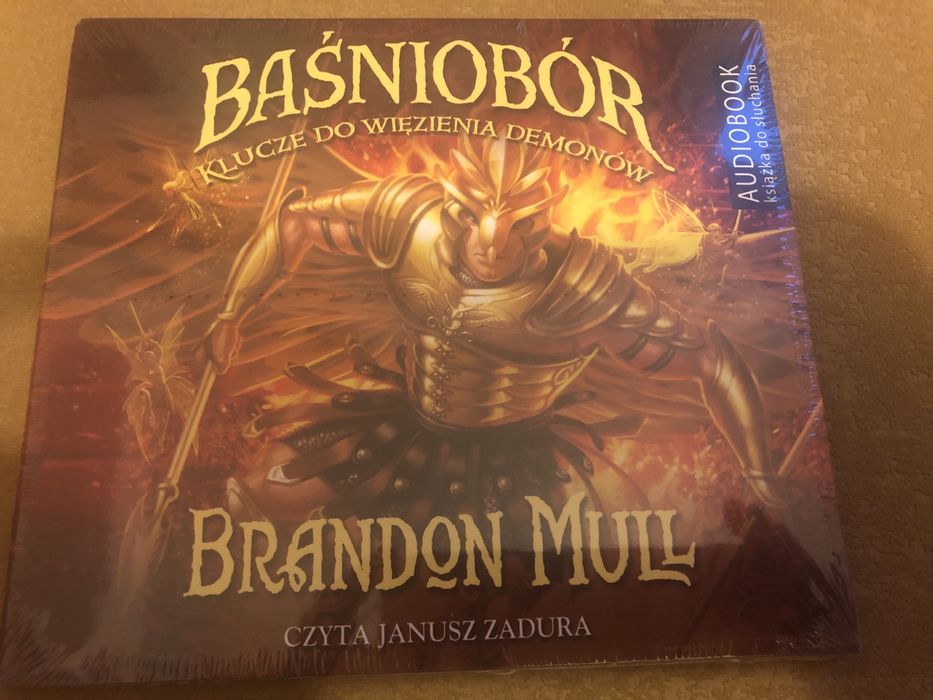 BAŚNIOBÓR
KLUCZE DO WIĘZIENIA DEMONÓW
AUDIOBOOK
książka do słuchania
BRANDON MULL
CZYTA JANUSZ ZADURA